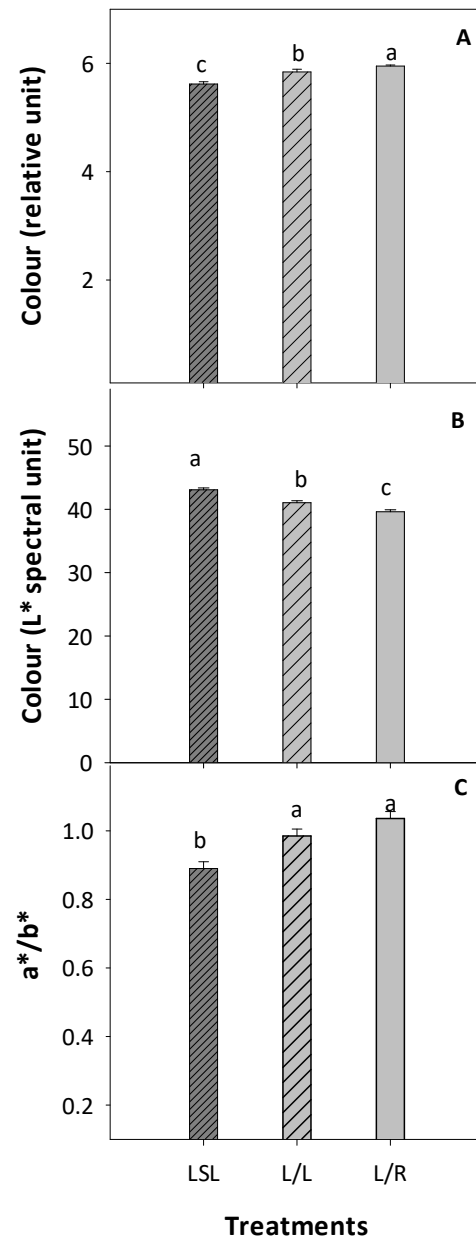 A
Colour (relative unit)
6
4
2
c
b
a
B
Colour (L* spectral unit)
50
40
30
20
10
0
a
b
c
C
a*/b*
1.0
0.8
0.6
0.4
0.2
b
a
a
LSL
L/L
L/R
Treatments